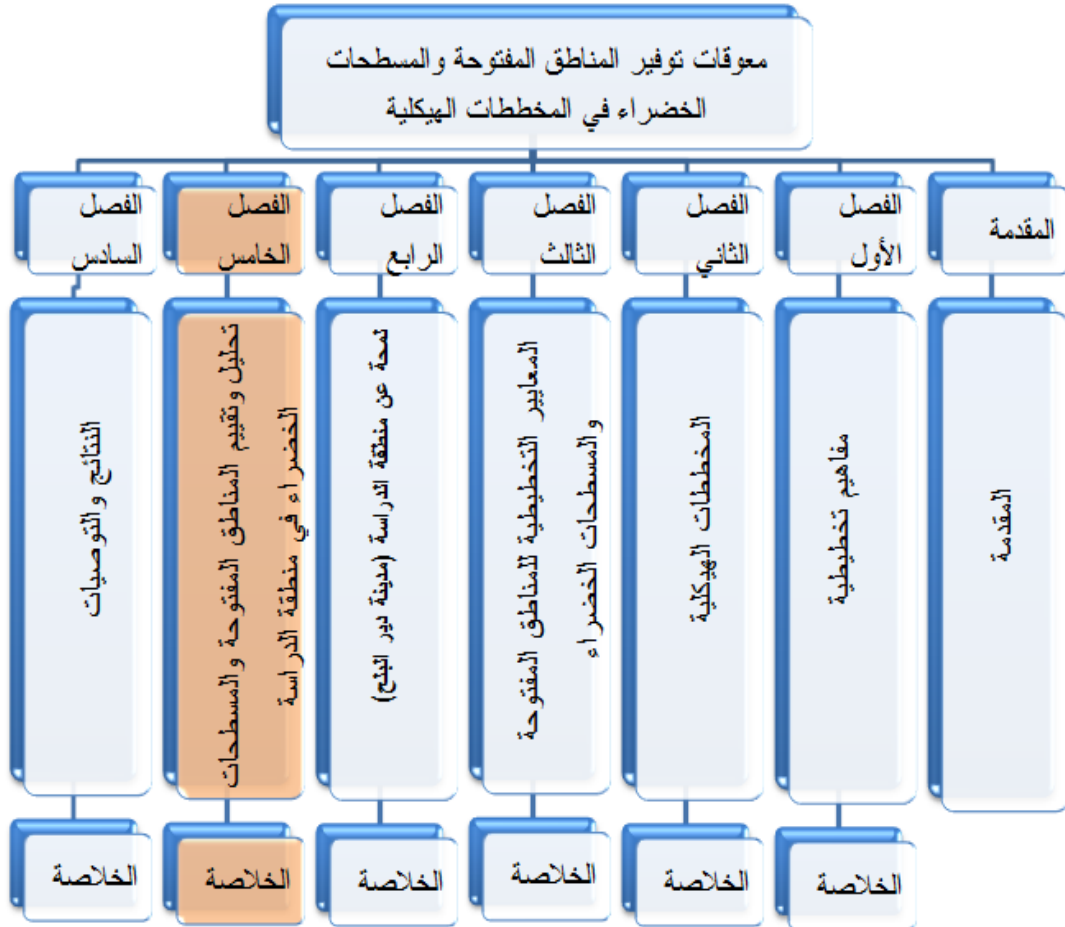 معوقات توفير المناطق المفتوحة والمسطحات
الخضراء في المخططات الهيكلية
المقدمة
المقدمة
الفصل
الأول
مفاهيم تخطيطية
الخلاصة
الفصل
الثاني
المخططات الهيكلية
الخلاصة
الفصل
الثالث
المعايير التخطيطية للمناطق المفتوحة
والمسطحات الخضراء
الخلاصة
الفصل
الرابع
لمحة عن منطقة الدراسة (مدينة دير البلح)
الخلاصة
الفصل
الخامس
تحليل وتقييم المناطق المفتوحة والمسطحات
الخضراء في منطقة الدراسة
الخلاصة
الفصل
السادس
النتائج والتوصيات
الخلاصة